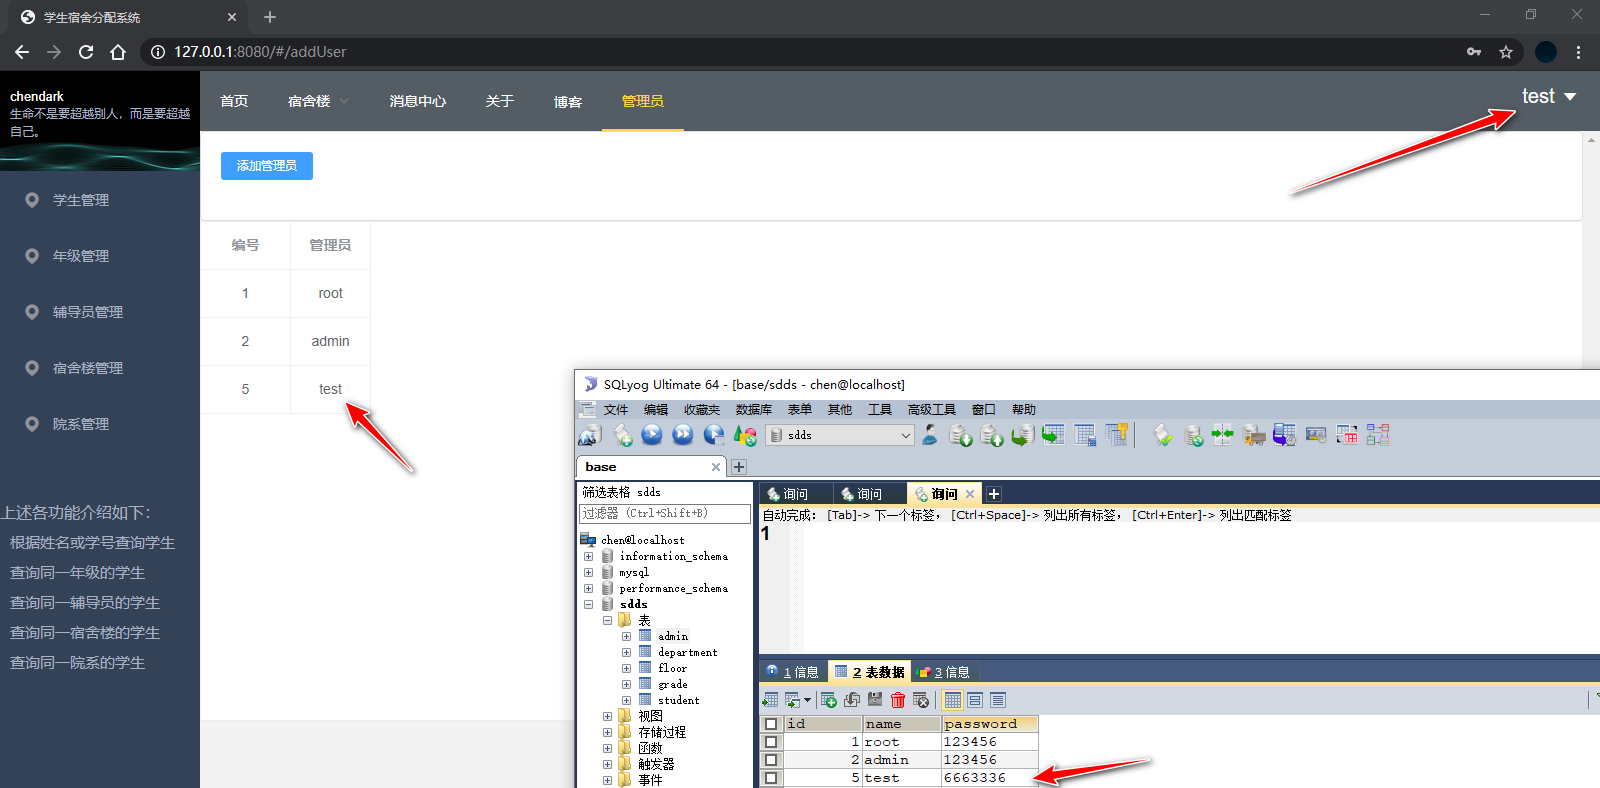 学生宿舍分配系统
127.0.0.1:8080/#/addUser
chendark
生命不是要超越别人，而是要超越
自己。
首页 宿舍楼 消息中心 关于 博客 管理员
test
添加管理员
学生管理
年级管理
辅导员管理
宿舍楼管理
院系管理
上述各功能介绍如下：
根据姓名或学号查询学生
查询同一年级的学生
查询同一辅导员的学生
查询同一宿舍楼的学生
查询同一院系的学生
编号 管理员
1 root
2 admin
5 test
SQLyog Ultimate 64 - [base/sdds - chen@localhost]
文件 编辑 收藏夹 数据库 表单 其他 工具 高级工具 窗口 帮助
sdds
base
筛选表格 sdds
过滤器 (Ctrl+Shift+B)
chen@localhost
information_schema
mysql
performance_schema
sdds
表
admin
department
floor
grade
student
视图
存储过程
函数
触发器
事件
询问 询问 询问
自动完成： [Tab]-> 下一个标签， [Ctrl+Space]-> 列出所有标签， [Ctrl+Enter]-> 列出匹配标签
1
1 信息 2 表数据 3 信息
id name password
1 root 123456
2 admin 123456
5 test 6663336